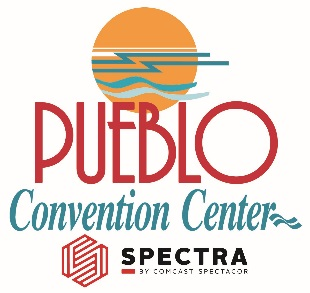 PUEBLO
Convention Center
SPECTRA
BY COMCAST SPECTACOR